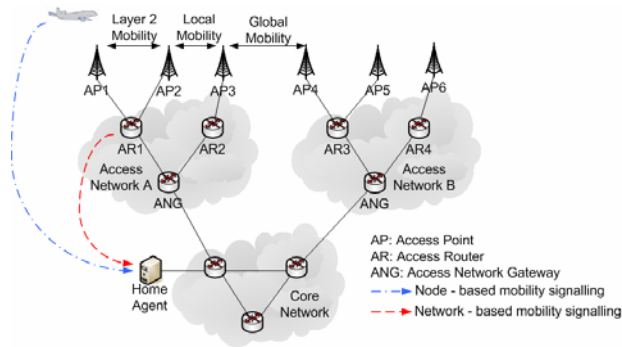 Layer 2
Mobility
Local
Mobility
Global
Mobility
AP1
AP2
AP3
AP4
AP5
AP6
AR1
AR2
AR3
AR4
Access
Network A
Access
Network B
ANG
ANG
Home
Agent
Core
Network
AP: Access Point
AR: Access Router
ANG: Access Network Gateway
Node - based mobility signalling
Network - based mobility signalling